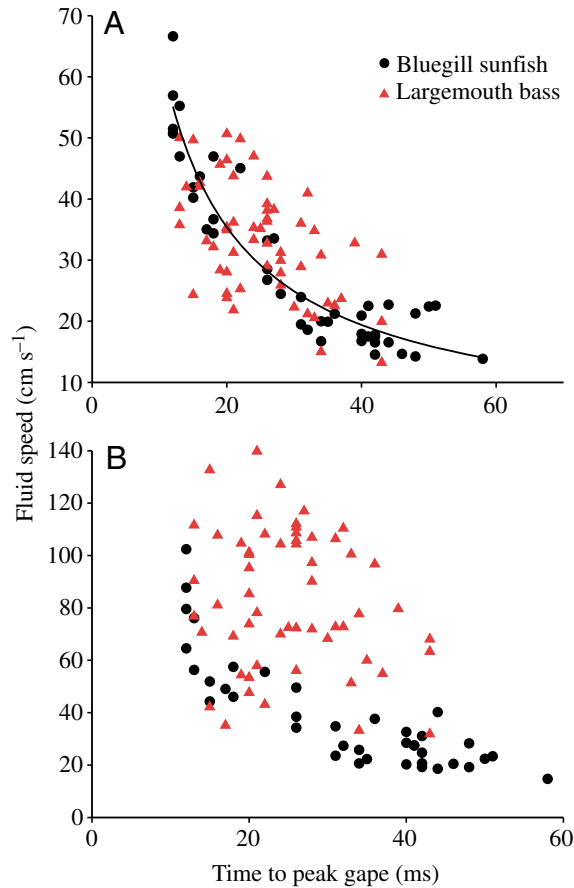 A
70
60
50
40
30
20
10
Bluegill sunfish
Largemouth bass
0 20 40 60
Fluid speed (cm s⁻¹)
B
140
120
100
80
60
40
20
0
0 20 40 60
Time to peak gape (ms)